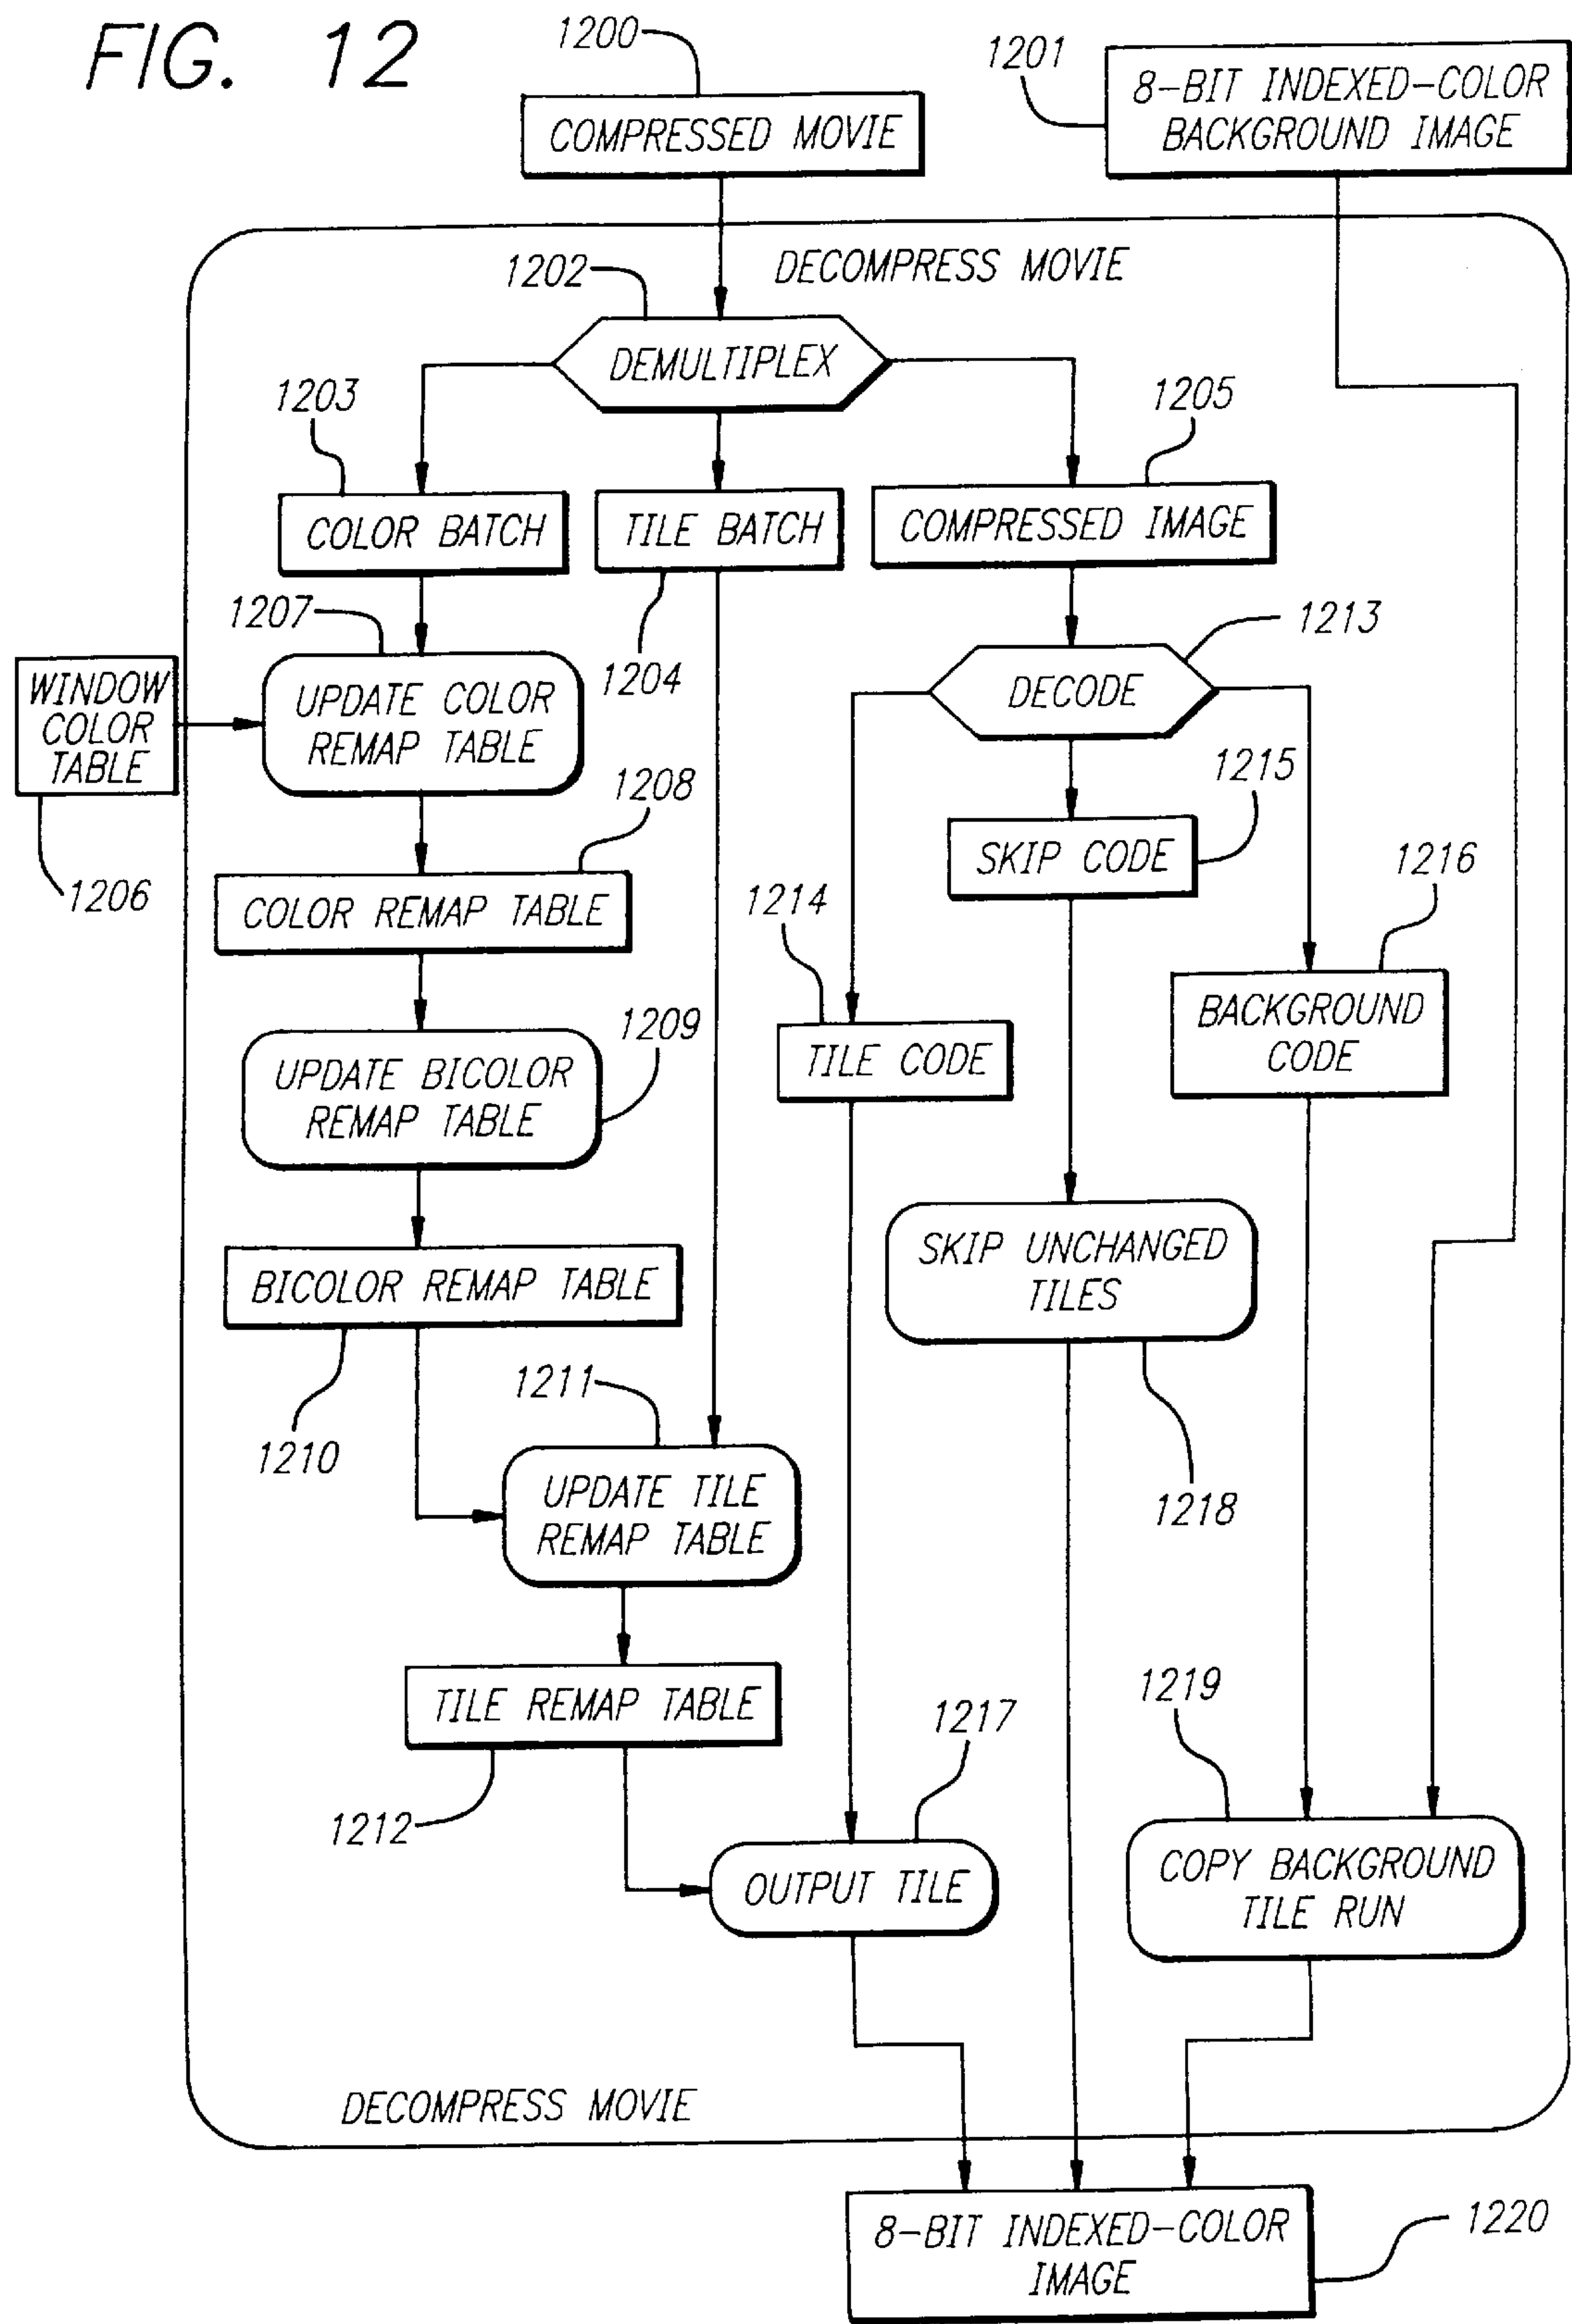 FIG. 12
1200
1201
COMPRESSED MOVIE
8-BIT INDEXED-COLOR
BACKGROUND IMAGE
1202
DECOMPRESS MOVIE
DEMULTIPLEX
1203
1205
COLOR BATCH
TILE BATCH
COMPRESSED IMAGE
1207
1204
1213
WINDOW
COLOR
TABLE
UPDATE COLOR
REMAP TABLE
DECODE
1208
1215
1206
SKIP CODE
1216
COLOR REMAP TABLE
1214
1209
BACKGROUND
CODE
UPDATE BICOLOR
REMAP TABLE
TILE CODE
BICOLOR REMAP TABLE
SKIP UNCHANGED
TILES
1210
1211
1218
UPDATE TILE
REMAP TABLE
TILE REMAP TABLE
1217
1219
1212
OUTPUT TILE
COPY BACKGROUND
TILE RUN
DECOMPRESS MOVIE
8-BIT INDEXED-COLOR
IMAGE
1220